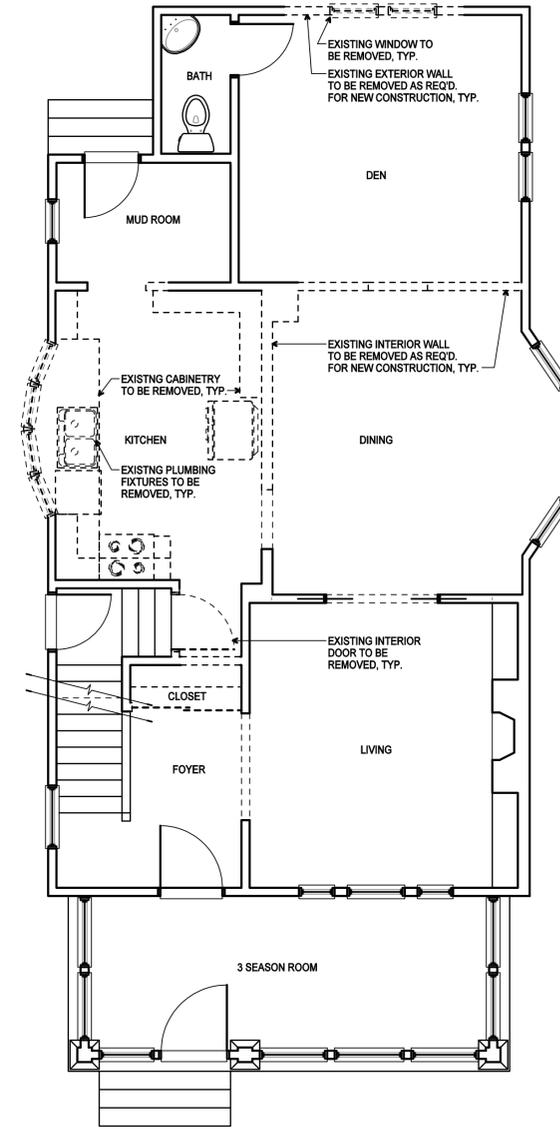 EXISTING WINDOW TO
BE REMOVED, TYP.
BATH
EXISTING EXTERIOR WALL
TO BE REMOVED AS REQ'D.
FOR NEW CONSTRUCTION, TYP.
DEN
MUD ROOM
EXISTING INTERIOR WALL
TO BE REMOVED AS REQ'D.
FOR NEW CONSTRUCTION, TYP.
EXISTNG CABINETRY
TO BE REMOVED, TYP.
KITCHEN
DINING
EXISTNG PLUMBING
FIXTURES TO BE
REMOVED, TYP.
EXISTING INTERIOR
DOOR TO BE
REMOVED, TYP.
CLOSET
LIVING
FOYER
3 SEASON ROOM